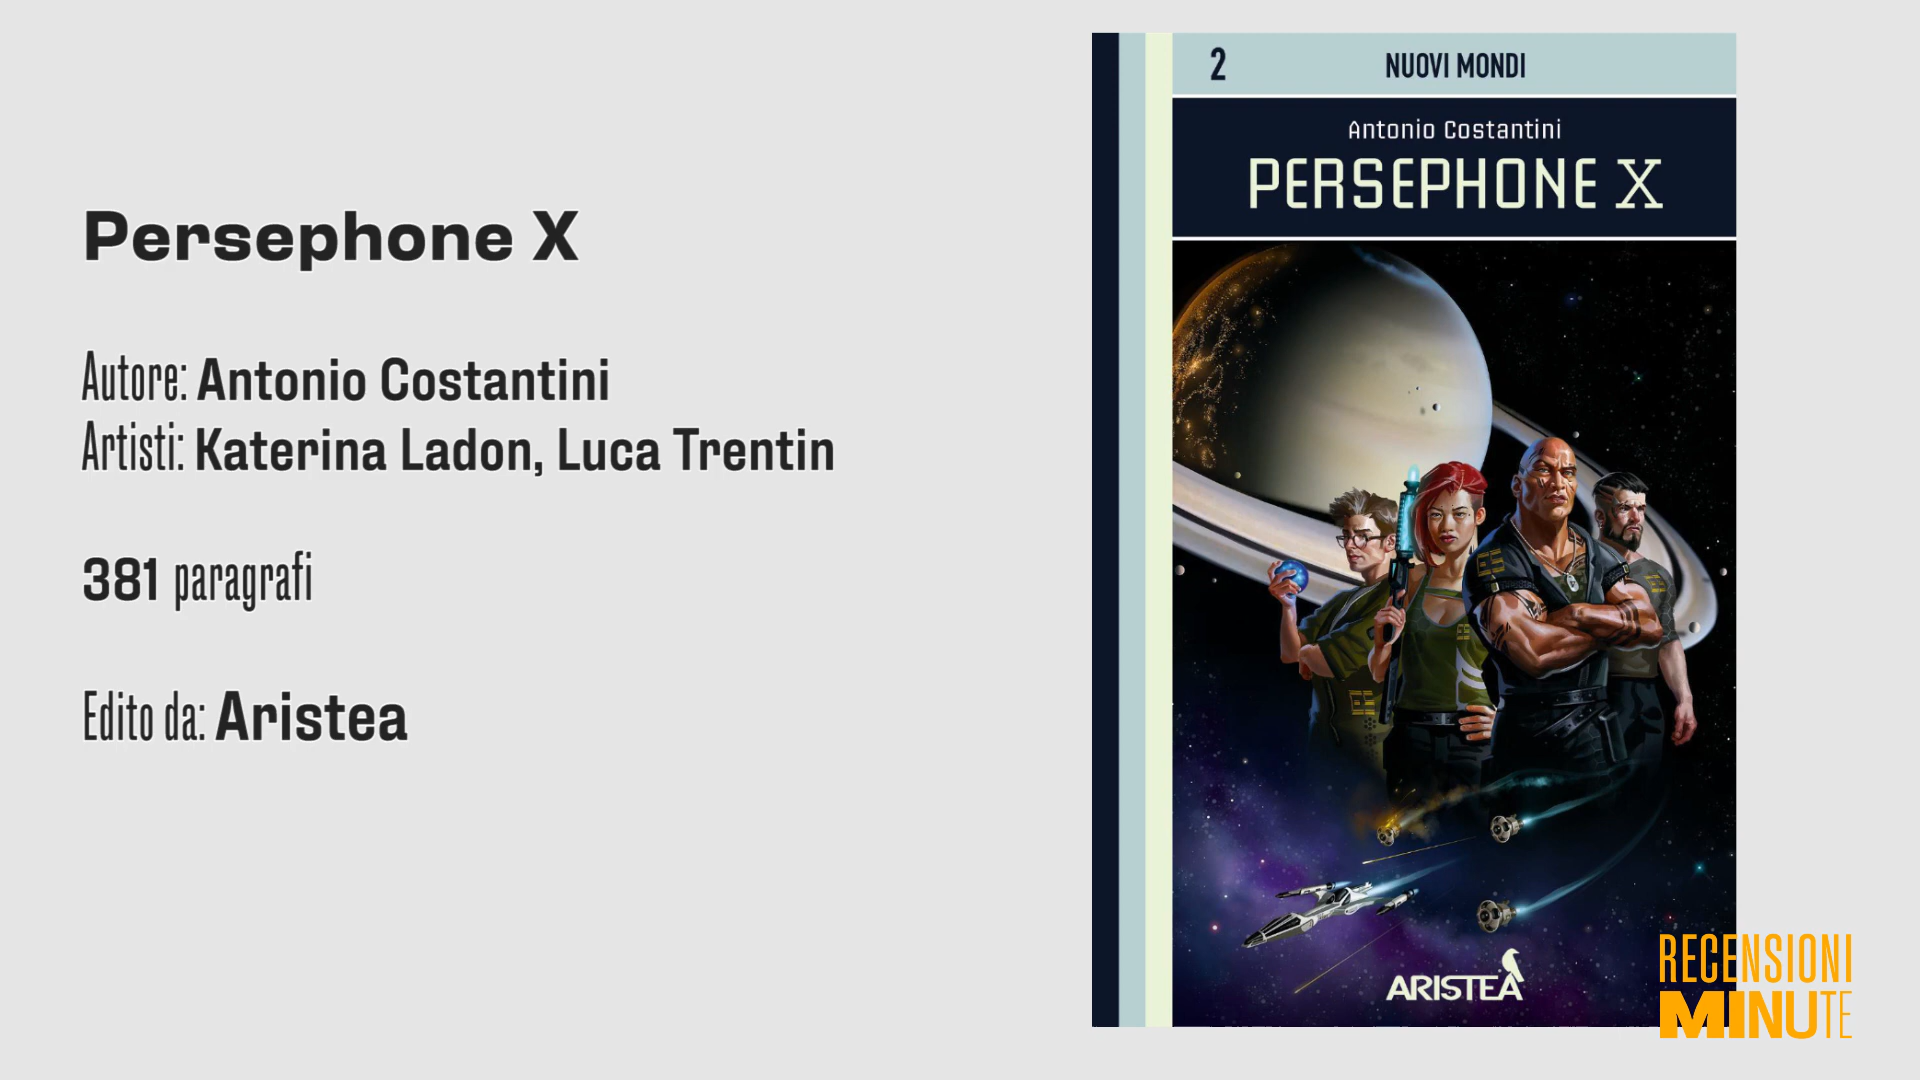 Persephone X
Autore: Antonio Costantini
Artisti: Katerina Ladon, Luca Trentin
381 paragrafi
Edito da: Aristea
2 NUOVI MONDI
Antonio Costantini
PERSEPHONE X
ARISTEA
RECENSIONI
MINUTE